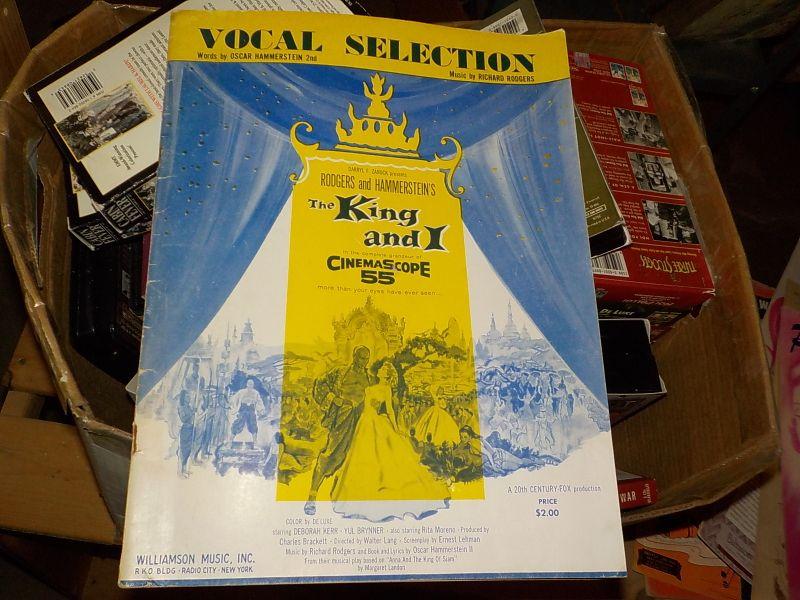 VOCAL SELECTION
Words by OSCAR HAMMERSTEIN 2nd
Music by RICHARD RODGERS
DARRYL F. ZANUCK presents
RODGERS and HAMMERSTEIN'S
The King
and I
in the complete grandeur of
CINEMASCOPE
55
more than your eyes have ever seen...
A 20th CENTURY-FOX production
PRICE
$2.00
COLOR by DE LUXE
starring DEBORAH KERR · YUL BRYNNER · also starring Rita Moreno · Produced by
Charles Brackett · Directed by Walter Lang · Screenplay by Ernest Lehman
Music by Richard Rodgers and Book and Lyrics by Oscar Hammerstein II
From their musical play based on "Anna And The King Of Siam"
by Margaret Landon
WILLIAMSON MUSIC, INC.
RKO BLDG · RADIO CITY · NEW YORK
WAR